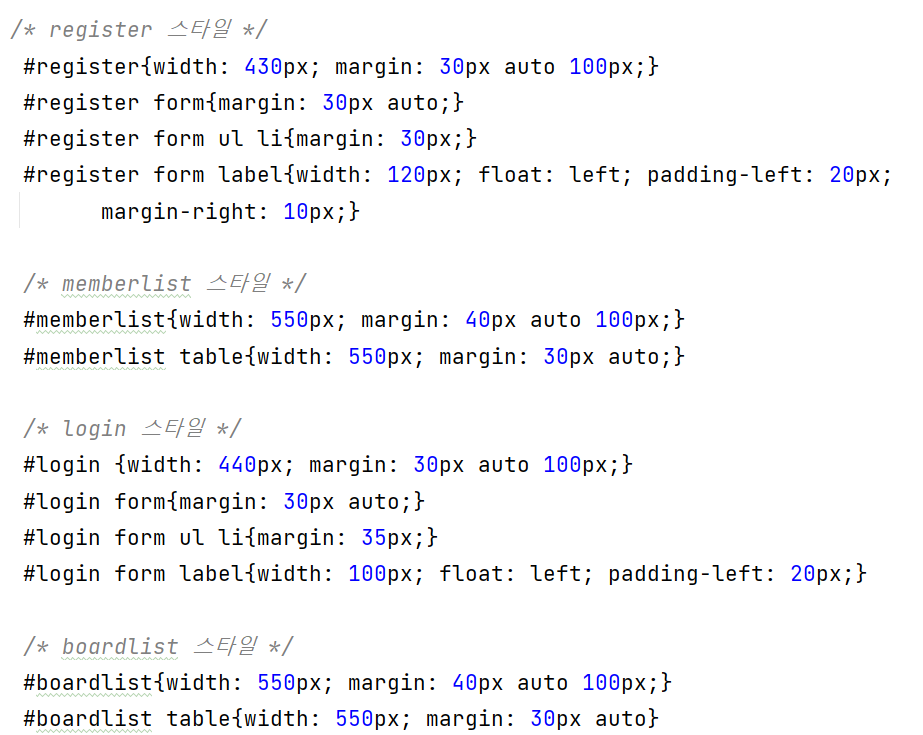 /* register 스타일 */
#register{width: 430px; margin: 30px auto 100px;}
#register form{margin: 30px auto;}
#register form ul li{margin: 30px;}
#register form label{width: 120px; float: left; padding-left: 20px;
margin-right: 10px;}
/* memberlist 스타일 */
#memberlist{width: 550px; margin: 40px auto 100px;}
#memberlist table{width: 550px; margin: 30px auto;}
/* login 스타일 */
#login {width: 440px; margin: 30px auto 100px;}
#login form{margin: 30px auto;}
#login form ul li{margin: 35px;}
#login form label{width: 100px; float: left; padding-left: 20px;}
/* boardlist 스타일 */
#boardlist{width: 550px; margin: 40px auto 100px;}
#boardlist table{width: 550px; margin: 30px auto}